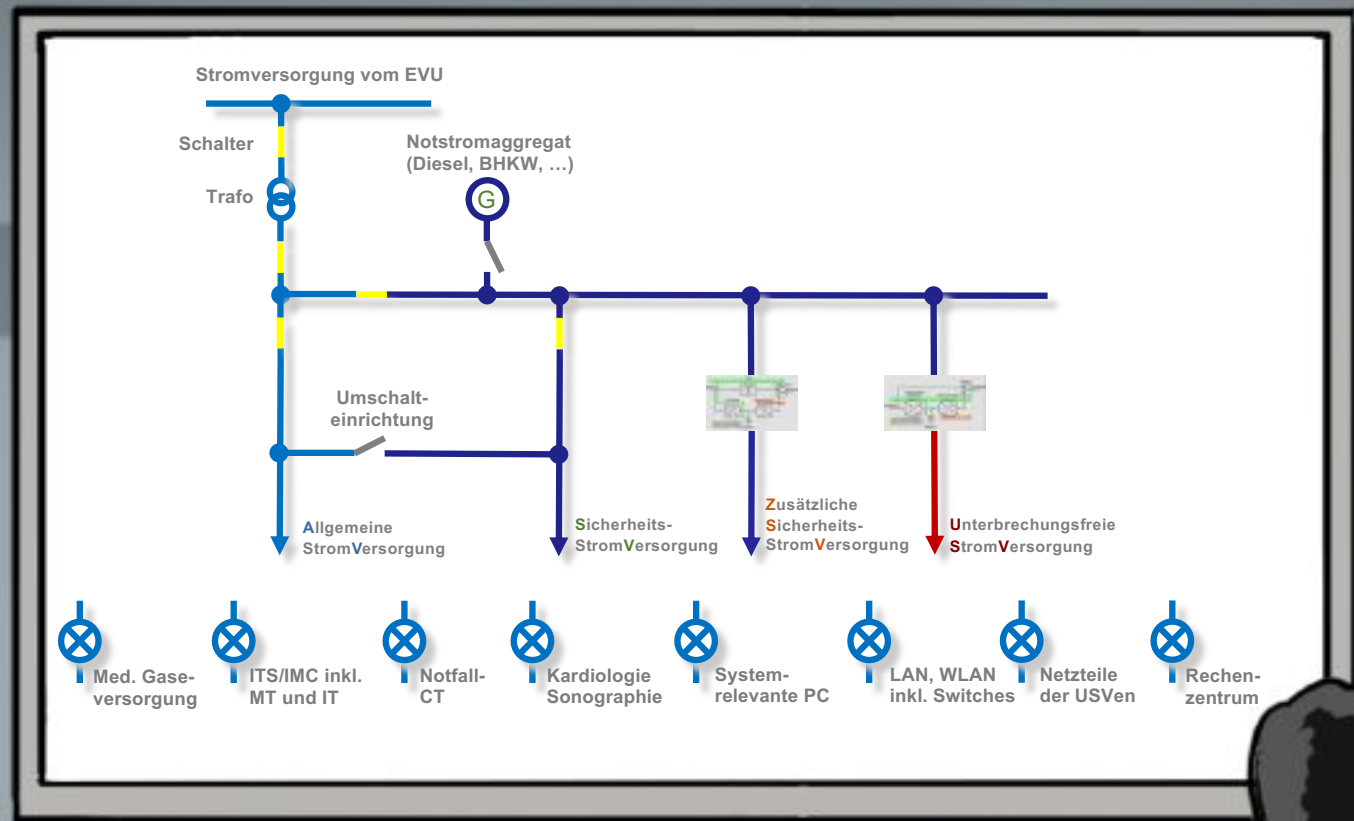 Stromversorgung vom EVU
Schalter
Notstromaggregat
(Diesel, BHKW, …)
Trafo
G
Umschalt-
einrichtung
Allgemeine
StromVersorgung
Sicherheits-
StromVersorgung
Zusätzliche
Sicherheits-
StromVersorgung
Unterbrechungsfreie
StromVersorgung
Med. Gase-
versorgung
ITS/IMC inkl.
MT und IT
Notfall-
CT
Kardiologie
Sonographie
System-
relevante PC
LAN, WLAN
inkl. Switches
Netzteile
der USVen
Rechen-
zentrum